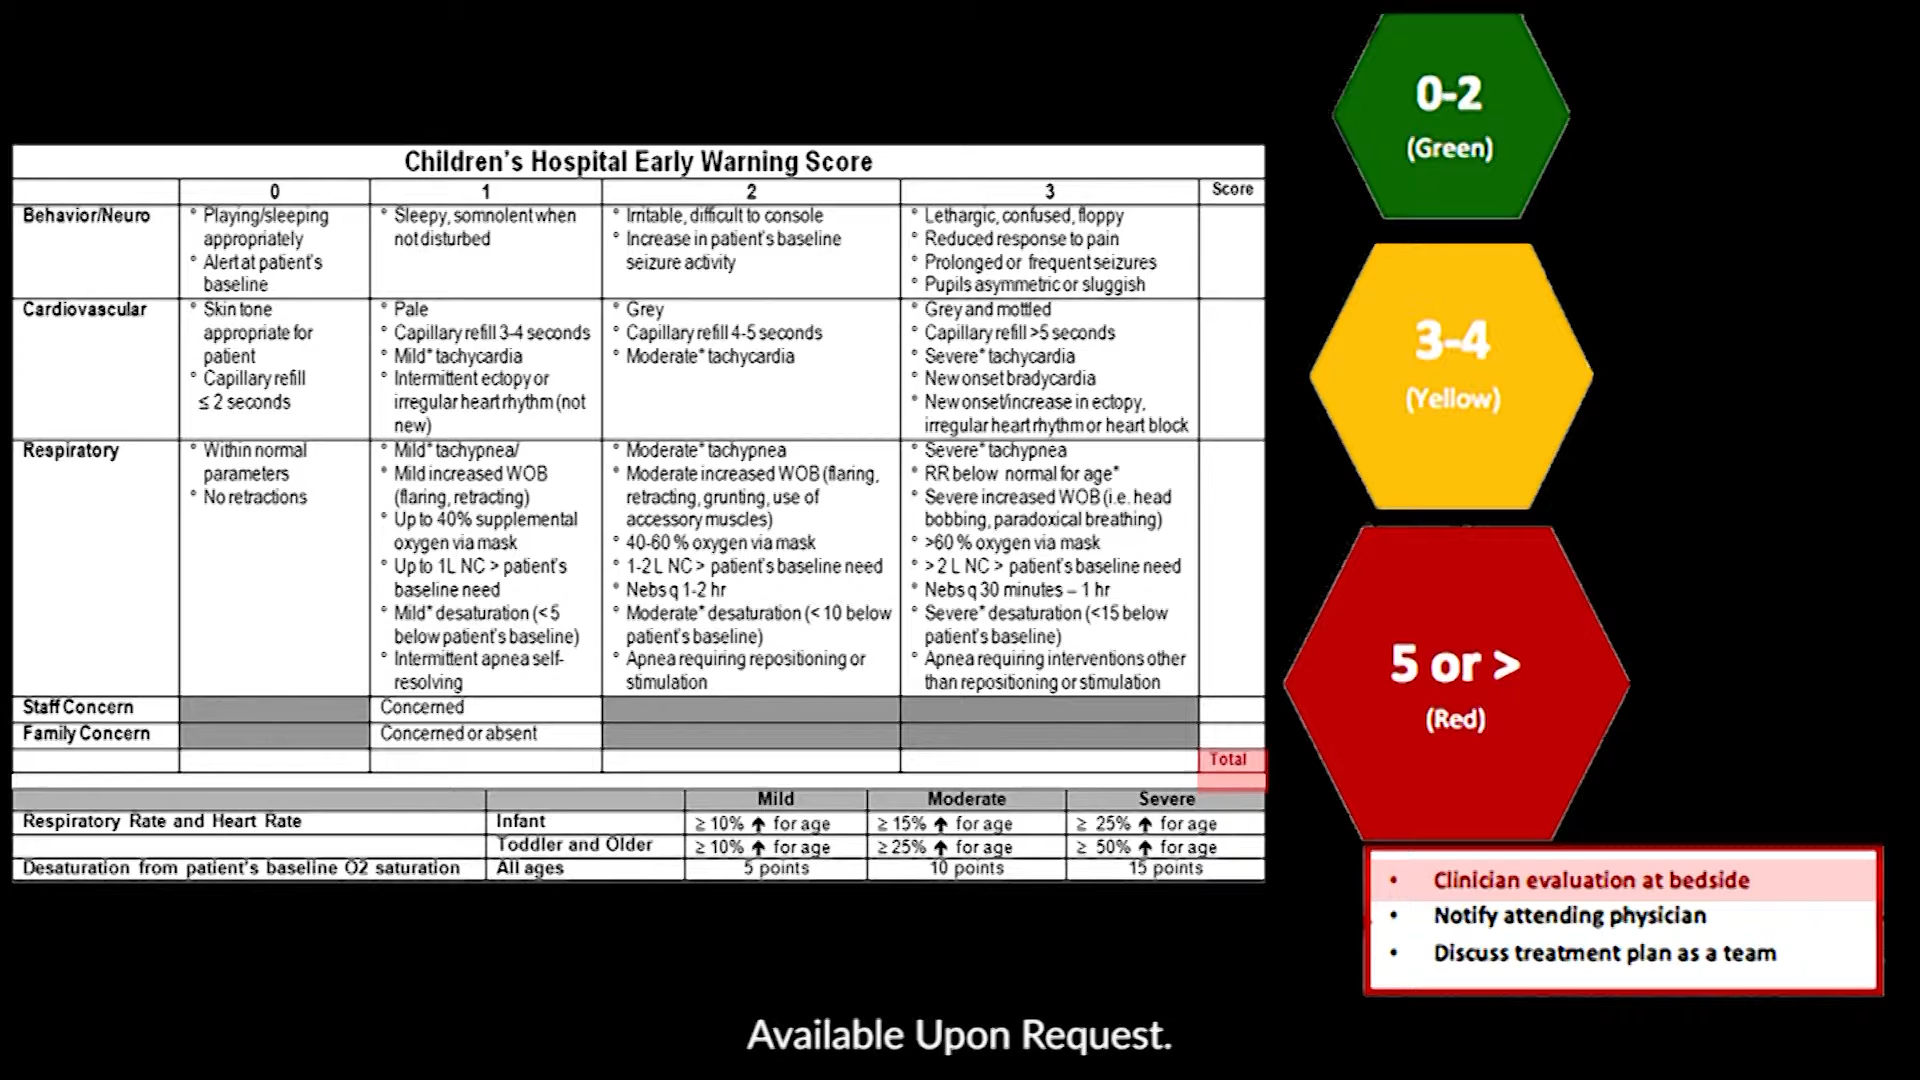 Children's Hospital Early Warning Score
0 1 2 3 Score
Behavior/Neuro
° Playing/sleeping
appropriately
° Alert at patient's
baseline
° Sleepy, somnolent when
not disturbed
° Irritable, difficult to console
° Increase in patient's baseline
seizure activity
° Lethargic, confused, floppy
° Reduced response to pain
° Prolonged or frequent seizures
° Pupils asymmetric or sluggish
Cardiovascular
° Skin tone
appropriate for
patient
° Capillary refill
≤ 2 seconds
° Pale
° Capillary refill 3-4 seconds
° Mild* tachycardia
° Intermittent ectopy or
irregular heart rhythm (not
new)
° Grey
° Capillary refill 4-5 seconds
° Moderate* tachycardia
° Grey and mottled
° Capillary refill >5 seconds
° Severe* tachycardia
° New onset bradycardia
° New onset/increase in ectopy,
irregular heart rhythm or heart block
Respiratory
° Within normal
parameters
° No retractions
° Mild* tachypnea/
° Mild increased WOB
(flaring, retracting)
° Up to 40% supplemental
oxygen via mask
° Up to 1L NC > patient's
baseline need
° Mild* desaturation (< 5
below patient's baseline)
° Intermittent apnea self-
resolving
° Moderate* tachypnea
° Moderate increased WOB (flaring,
retracting, grunting, use of
accessory muscles)
° 40-60 % oxygen via mask
° 1-2 L NC > patient's baseline need
° Nebs q 1-2 hr
° Moderate* desaturation (< 10 below
patient's baseline)
° Apnea requiring repositioning or
stimulation
° Severe* tachypnea
° RR below normal for age*
° Severe increased WOB (i.e. head
bobbing, paradoxical breathing)
° >60 % oxygen via mask
° > 2 L NC > patient's baseline need
° Nebs q 30 minutes – 1 hr
° Severe* desaturation (<15 below
patient's baseline)
° Apnea requiring interventions other
than repositioning or stimulation
Staff Concern Concerned
Family Concern Concerned or absent
Total
Mild Moderate Severe
Respiratory Rate and Heart Rate Infant ≥ 10% ↑ for age ≥ 15% ↑ for age ≥ 25% ↑ for age
Toddler and Older ≥ 10% ↑ for age ≥ 25% ↑ for age ≥ 50% ↑ for age
Desaturation from patient's baseline O2 saturation All ages 5 points 10 points 15 points
0-2
(Green)
3-4
(Yellow)
5 or >
(Red)
• Clinician evaluation at bedside
• Notify attending physician
• Discuss treatment plan as a team
Available Upon Request.